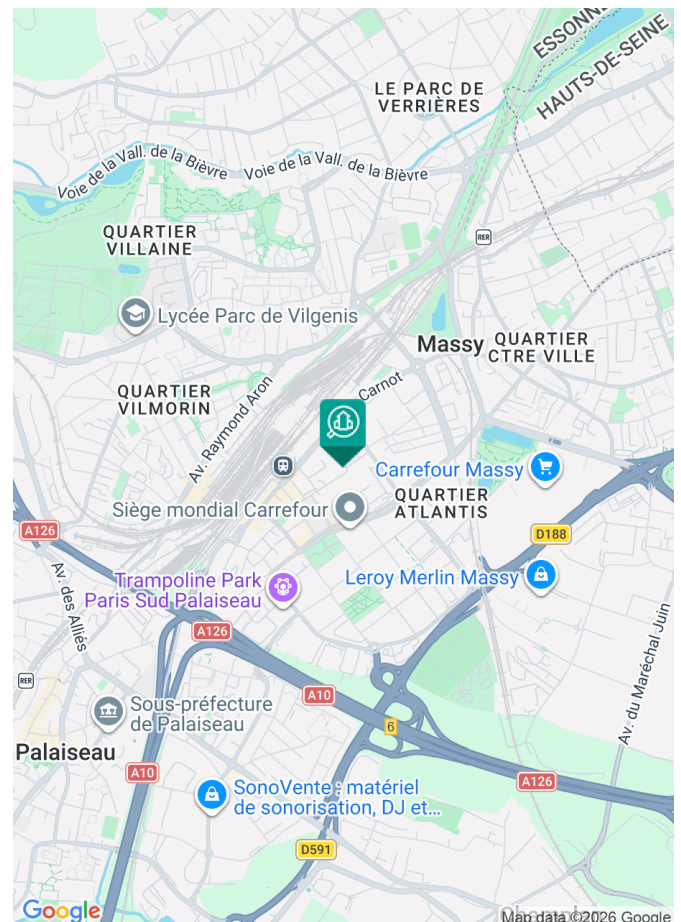 ESSONNE
HAUTS-DE-SEINE
LE PARC DE
VERRIÈRES
Voie de la Vall. de la Bièvre
Voie de la Vall. de la Bièvre
QUARTIER
VILLAINE
RER
Lycée Parc de Vilgenis
Massy
QUARTIER
CTRE VILLE
QUARTIER
VILMORIN
Av. Raymond Aron
Carnot
Carrefour Massy
QUARTIER
ATLANTIS
Siège mondial Carrefour
A126
D188
Av. des Alliés
Trampoline Park
Paris Sud Palaiseau
Leroy Merlin Massy
A126
Av. du Maréchal Juin
RER
A10
Sous-préfecture
de Palaiseau
6
Palaiseau
A10
A126
SonoVente : matériel
de sonorisation, DJ et...
D591
Google
Map data ©2026 Google